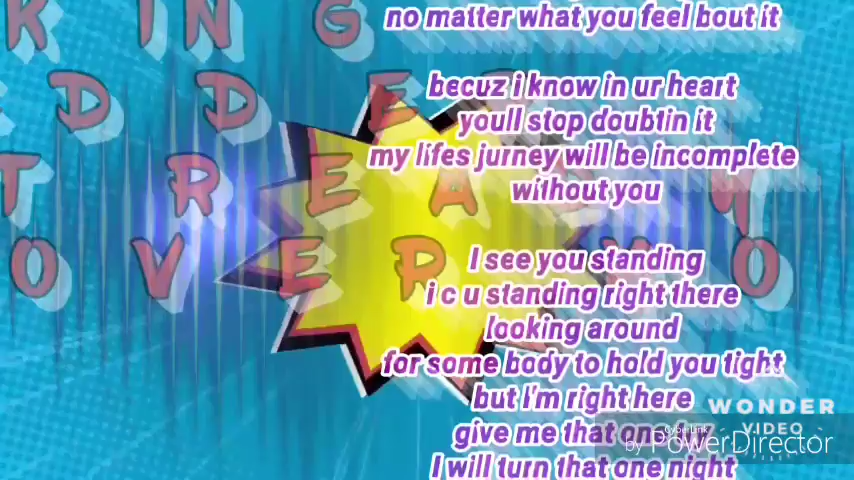 K I N G
D D E
T R E A M Y
O V E R O
no matter what you feel bout it
becuz i know in ur heart
youll stop doubtin it
my lifes jurney will be incomplete
without you
I see you standing
i c u standing right there
looking around
for some body to hold you tight
but I'm right here
give me that one
I will turn that one night
WONDER
VIDEO
CyberLink
by PowerDirector